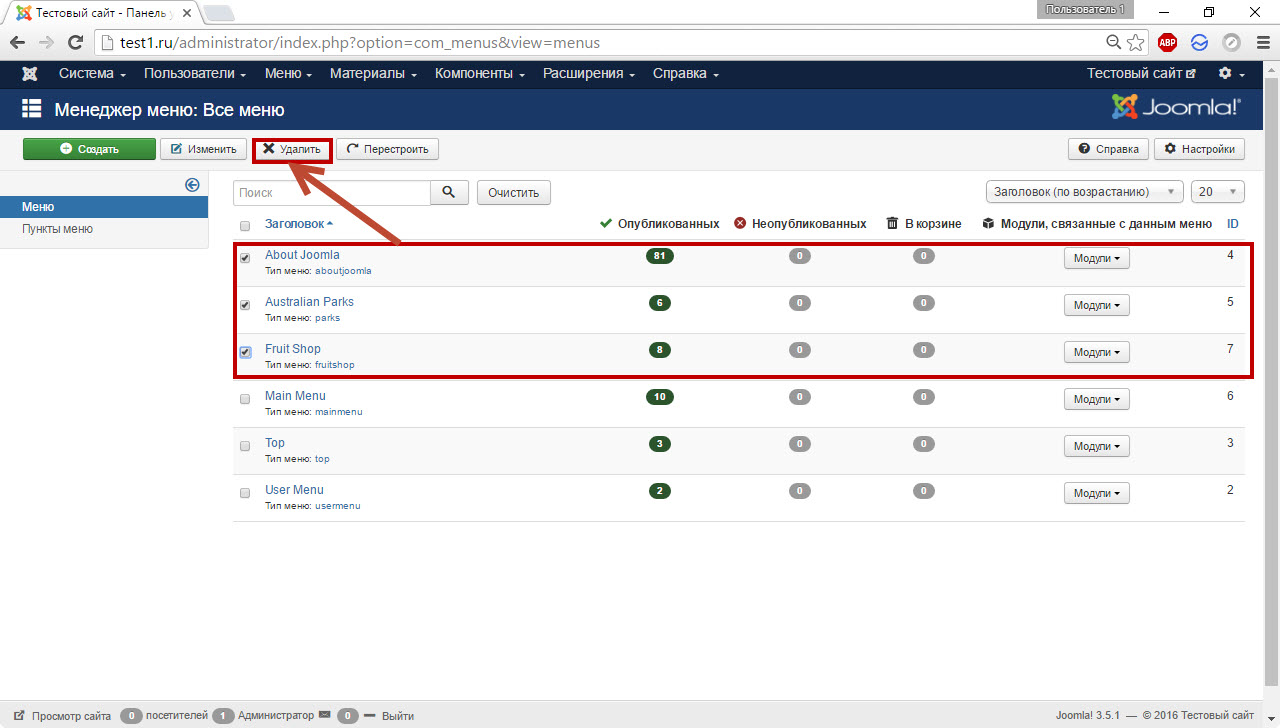 Пользователь 1
Тестовый сайт - Панель у
test1.ru/administrator/index.php?option=com_menus&view=menus
ABP
Система Пользователи Меню Материалы Компоненты Расширения Справка Тестовый сайт
Менеджер меню: Все меню Joomla!
Создать Изменить Удалить Перестроить Справка Настройки
Меню
Пункты меню
Поиск Очистить Заголовок (по возрастанию) 20
Заголовок Опубликованных Неопубликованных В корзине Модули, связанные с данным меню ID
About Joomla 81 0 0 Модули 4
Тип меню: aboutjoomla
Australian Parks 6 0 0 Модули 5
Тип меню: parks
Fruit Shop 8 0 0 Модули 7
Тип меню: fruitshop
Main Menu 10 0 0 Модули 6
Тип меню: mainmenu
Top 3 0 0 Модули 3
Тип меню: top
User Menu 2 0 0 Модули 2
Тип меню: usermenu
Просмотр сайта 0 посетителей 1 Администратор 0 Выйти Joomla! 3.5.1 — © 2016 Тестовый сайт